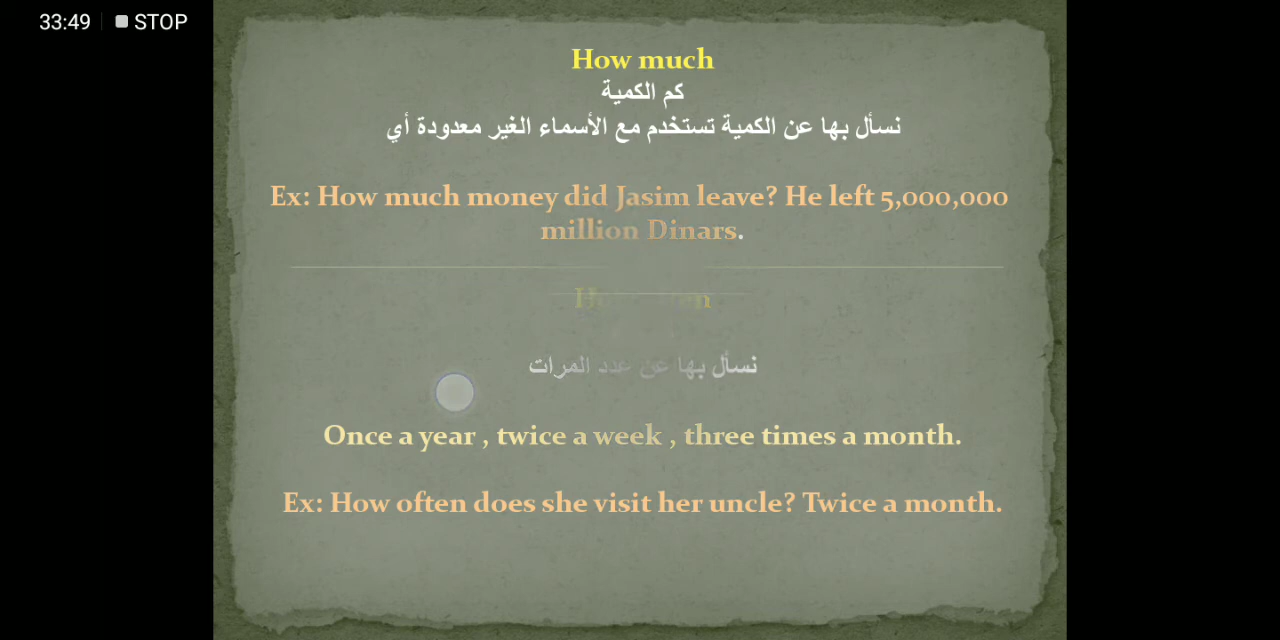 33:49 STOP
How much
كم الكمية
نسأل بها عن الكمية تستخدم مع الأسماء الغير معدودة أي
Ex: How much money did Jasim leave? He left 5,000,000
million Dinars.
نسأل بها عن عدد المرات
Once a year , twice a week , three times a month.
Ex: How often does she visit her uncle? Twice a month.